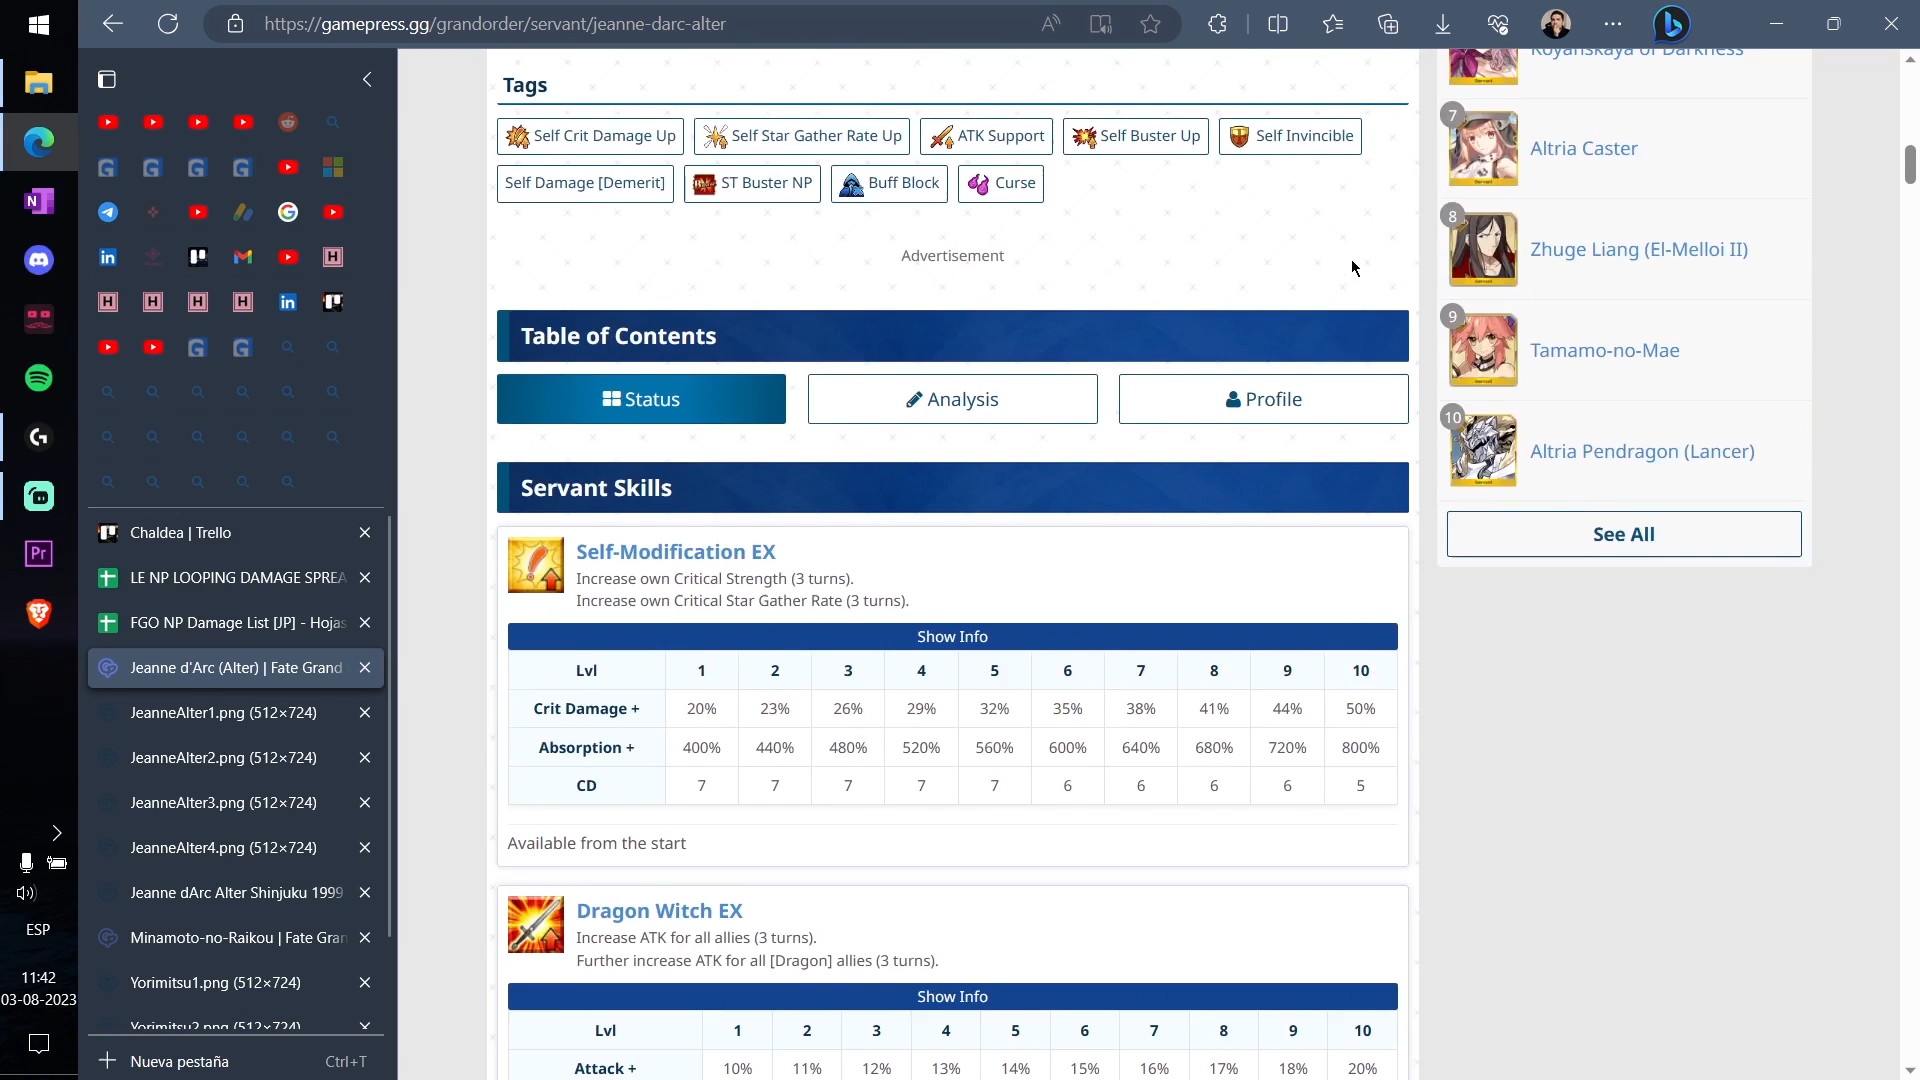 https://gamepress.gg/grandorder/servant/jeanne-darc-alter
Chaldea | Trello
LE NP LOOPING DAMAGE SPREA
FGO NP Damage List [JP] - Hojas
Jeanne d'Arc (Alter) | Fate Grand
JeanneAlter1.png (512×724)
JeanneAlter2.png (512×724)
JeanneAlter3.png (512×724)
JeanneAlter4.png (512×724)
Jeanne dArc Alter Shinjuku 1999
Minamoto-no-Raikou | Fate Gran
Yorimitsu1.png (512×724)
Yorimitsu2.png (512×724)
Nueva pestaña Ctrl+T
ESP
11:42
03-08-2023
Tags
Self Crit Damage Up Self Star Gather Rate Up ATK Support Self Buster Up Self Invincible
Self Damage [Demerit] ST Buster NP Buff Block Curse
Advertisement
Table of Contents
Status Analysis Profile
Servant Skills
Self-Modification EX
Increase own Critical Strength (3 turns).
Increase own Critical Star Gather Rate (3 turns).
Show Info
Lvl 1 2 3 4 5 6 7 8 9 10
Crit Damage + 20% 23% 26% 29% 32% 35% 38% 41% 44% 50%
Absorption + 400% 440% 480% 520% 560% 600% 640% 680% 720% 800%
CD 7 7 7 7 7 6 6 6 6 5
Available from the start
Dragon Witch EX
Increase ATK for all allies (3 turns).
Further increase ATK for all [Dragon] allies (3 turns).
Show Info
Lvl 1 2 3 4 5 6 7 8 9 10
Attack + 10% 11% 12% 13% 14% 15% 16% 17% 18% 20%
Koyanskaya of Darkness
7 Altria Caster
8 Zhuge Liang (El-Melloi II)
9 Tamamo-no-Mae
10 Altria Pendragon (Lancer)
See All